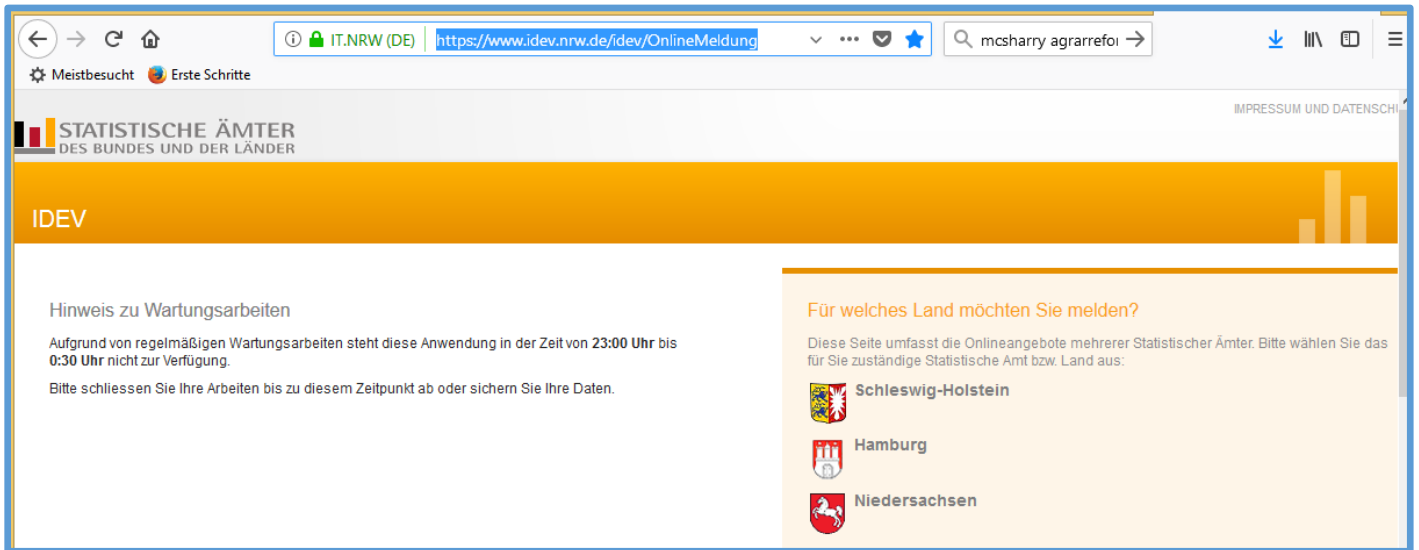 IT.NRW (DE) https://www.idev.nrw.de/idev/OnlineMeldung mcsharry agrarrefor
Meistbesucht Erste Schritte
IMPRESSUM UND DATENSCHU
STATISTISCHE ÄMTER
DES BUNDES UND DER LÄNDER
IDEV
Hinweis zu Wartungsarbeiten
Aufgrund von regelmäßigen Wartungsarbeiten steht diese Anwendung in der Zeit von 23:00 Uhr bis
0:30 Uhr nicht zur Verfügung.
Bitte schliessen Sie Ihre Arbeiten bis zu diesem Zeitpunkt ab oder sichern Sie Ihre Daten.
Für welches Land möchten Sie melden?
Diese Seite umfasst die Onlineangebote mehrerer Statistischer Ämter. Bitte wählen Sie das
für Sie zuständige Statistische Amt bzw. Land aus:
Schleswig-Holstein
Hamburg
Niedersachsen